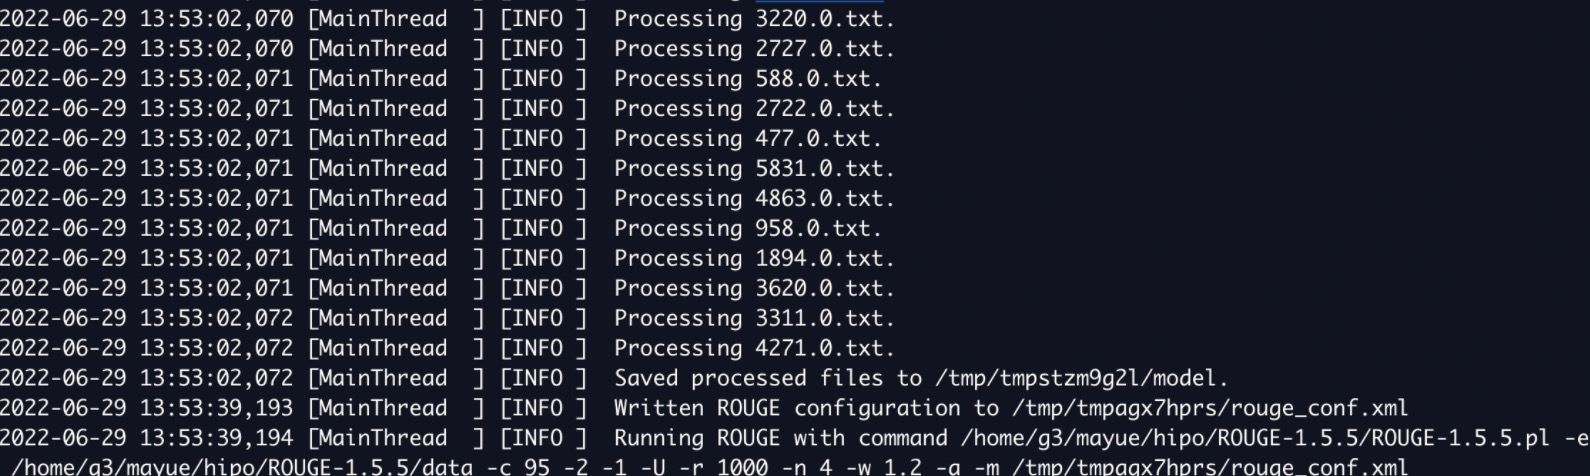 2022-06-29 13:53:02,070 [MainThread  ] [INFO ]  Processing 3220.0.txt.
2022-06-29 13:53:02,070 [MainThread  ] [INFO ]  Processing 2727.0.txt.
2022-06-29 13:53:02,071 [MainThread  ] [INFO ]  Processing 588.0.txt.
2022-06-29 13:53:02,071 [MainThread  ] [INFO ]  Processing 2722.0.txt.
2022-06-29 13:53:02,071 [MainThread  ] [INFO ]  Processing 477.0.txt.
2022-06-29 13:53:02,071 [MainThread  ] [INFO ]  Processing 5831.0.txt.
2022-06-29 13:53:02,071 [MainThread  ] [INFO ]  Processing 4863.0.txt.
2022-06-29 13:53:02,071 [MainThread  ] [INFO ]  Processing 958.0.txt.
2022-06-29 13:53:02,071 [MainThread  ] [INFO ]  Processing 1894.0.txt.
2022-06-29 13:53:02,071 [MainThread  ] [INFO ]  Processing 3620.0.txt.
2022-06-29 13:53:02,072 [MainThread  ] [INFO ]  Processing 3311.0.txt.
2022-06-29 13:53:02,072 [MainThread  ] [INFO ]  Processing 4271.0.txt.
2022-06-29 13:53:02,072 [MainThread  ] [INFO ]  Saved processed files to /tmp/tmpstzm9g2l/model.
2022-06-29 13:53:39,193 [MainThread  ] [INFO ]  Written ROUGE configuration to /tmp/tmpagx7hprs/rouge_conf.xml
2022-06-29 13:53:39,194 [MainThread  ] [INFO ]  Running ROUGE with command /home/g3/mayue/hipo/ROUGE-1.5.5/ROUGE-1.5.5.pl -e
/home/g3/mayue/hipo/ROUGE-1.5.5/data -c 95 -2 -1 -U -r 1000 -n 4 -w 1.2 -a -m /tmp/tmpagx7hprs/rouge_conf.xml